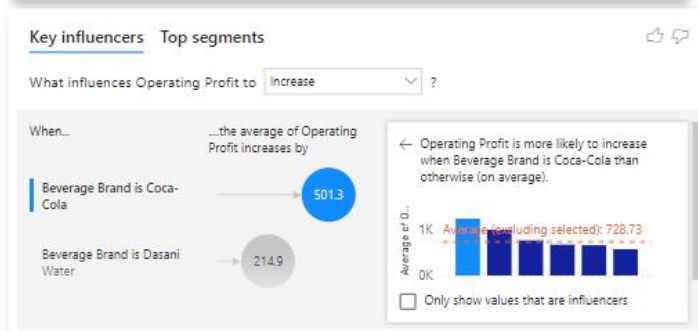 Key influencers Top segments
What influences Operating Profit to Increase ?
When...
....the average of Operating
Profit increases by
Beverage Brand is Coca-
Cola
501.3
Beverage Brand is Dasani
Water
214.9
← Operating Profit is more likely to increase
when Beverage Brand is Coca-Cola than
otherwise (on average).
Average of O...
1K
Average (excluding selected): 728.73
0K
Only show values that are influencers